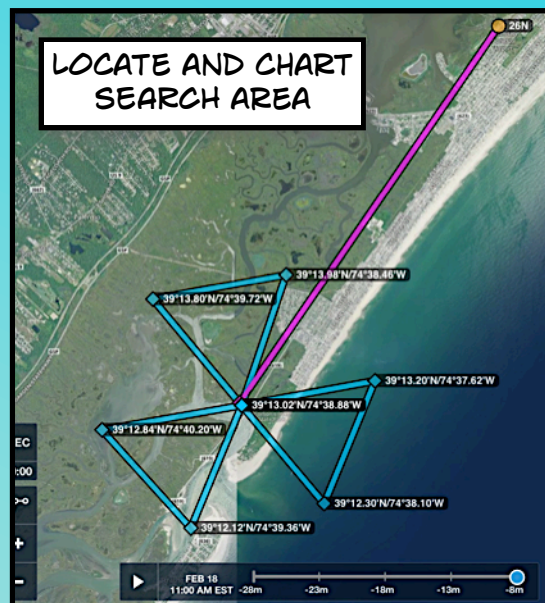 26N
LOCATE AND CHART
SEARCH AREA
39°13.98'N/74°38.46'W
39°13.80'N/74°39.72'W
39°13.20'N/74°37.62'W
39°13.02'N/74°38.88'W
39°12.84'N/74°40.20'W
EC
:00
39°12.30'N/74°38.10'W
39°12.12'N/74°39.36'W
+
−
FEB 18
11:00 AM EST
-28m -23m -18m -13m -8m